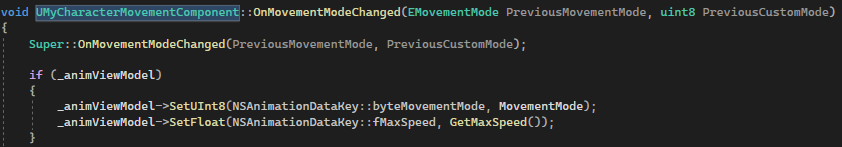 void UMyCharacterMovementComponent::OnMovementModeChanged(EMovementMode PreviousMovementMode, uint8 PreviousCustomMode)
{
Super::OnMovementModeChanged(PreviousMovementMode, PreviousCustomMode);
if (_animViewModel)
{
_animViewModel->SetUInt8(NSAnimationDataKey::byteMovementMode, MovementMode);
_animViewModel->SetFloat(NSAnimationDataKey::fMaxSpeed, GetMaxSpeed());
}